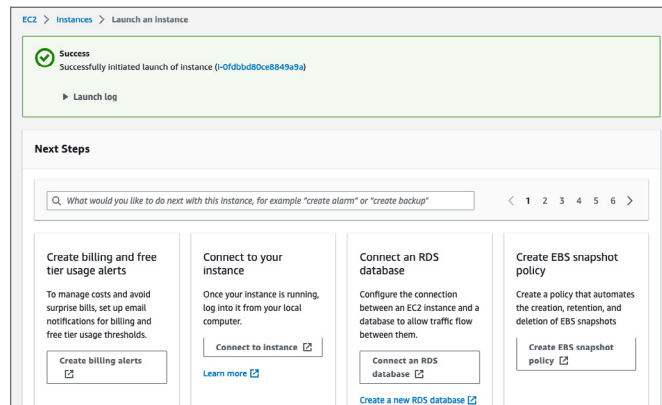 EC2 > Instances > Launch an instance
Success
Successfully initiated launch of instance (i-0fdbbd80ce8849a9a)
Launch log
Next Steps
What would you like to do next with this instance, for example "create alarm" or "create backup"
< 1 2 3 4 5 6 >
Create billing and free
tier usage alerts
To manage costs and avoid
surprise bills, set up email
notifications for billing and
free tier usage thresholds.
Create billing alerts
Connect to your
instance
Once your instance is running,
log into it from your local
computer.
Connect to instance
Learn more
Connect an RDS
database
Configure the connection
between an EC2 instance and a
database to allow traffic flow
between them.
Connect an RDS
database
Create a new RDS database
Create EBS snapshot
policy
Create a policy that automates
the creation, retention, and
deletion of EBS snapshots
Create EBS snapshot
policy